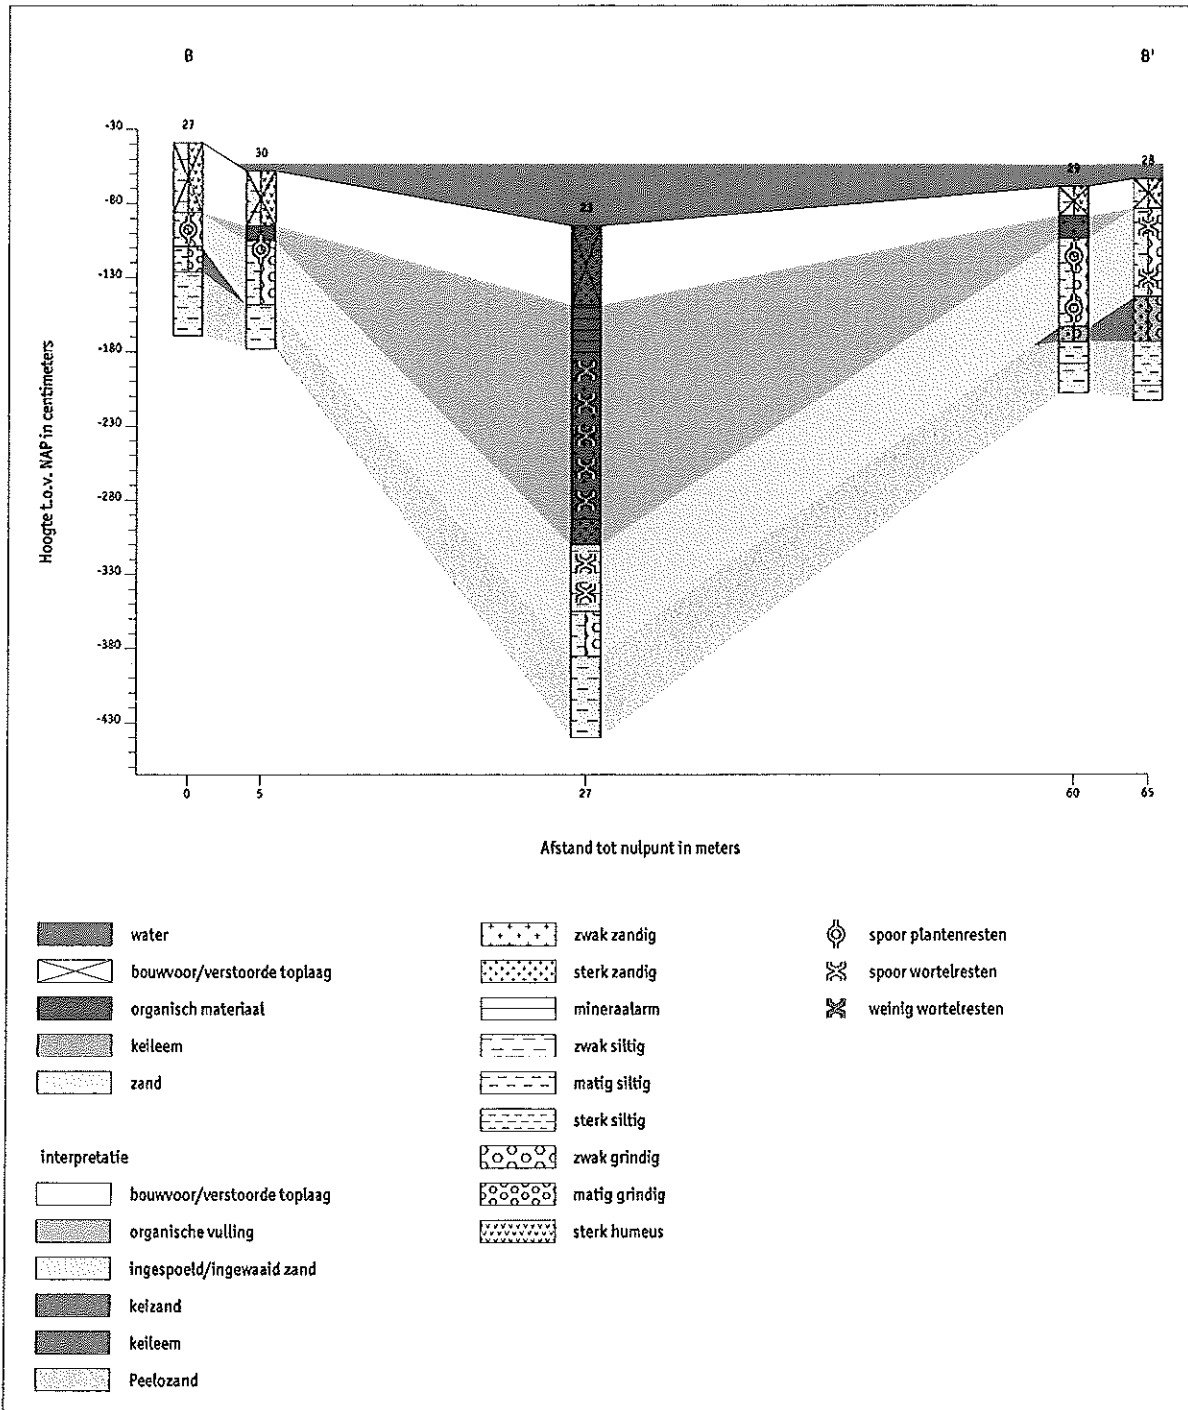 B B'
27
30
23
29
28
-30
-80
-130
-180
-230
-280
-330
-380
-430
Hoogte t.o.v. NAP in centimeters
0 5 27 60 65
Afstand tot nulpunt in meters
water
bouwvoor/verstoorde toplaag
organisch materiaal
keileem
zand
interpretatie
bouwvoor/verstoorde toplaag
organische vulling
ingespoeld/ingewaaid zand
keizand
keileem
Peelozand
zwak zandig
sterk zandig
mineraalarm
zwak siltig
matig siltig
sterk siltig
zwak grindig
matig grindig
sterk humeus
spoor plantenresten
spoor wortelresten
weinig wortelresten